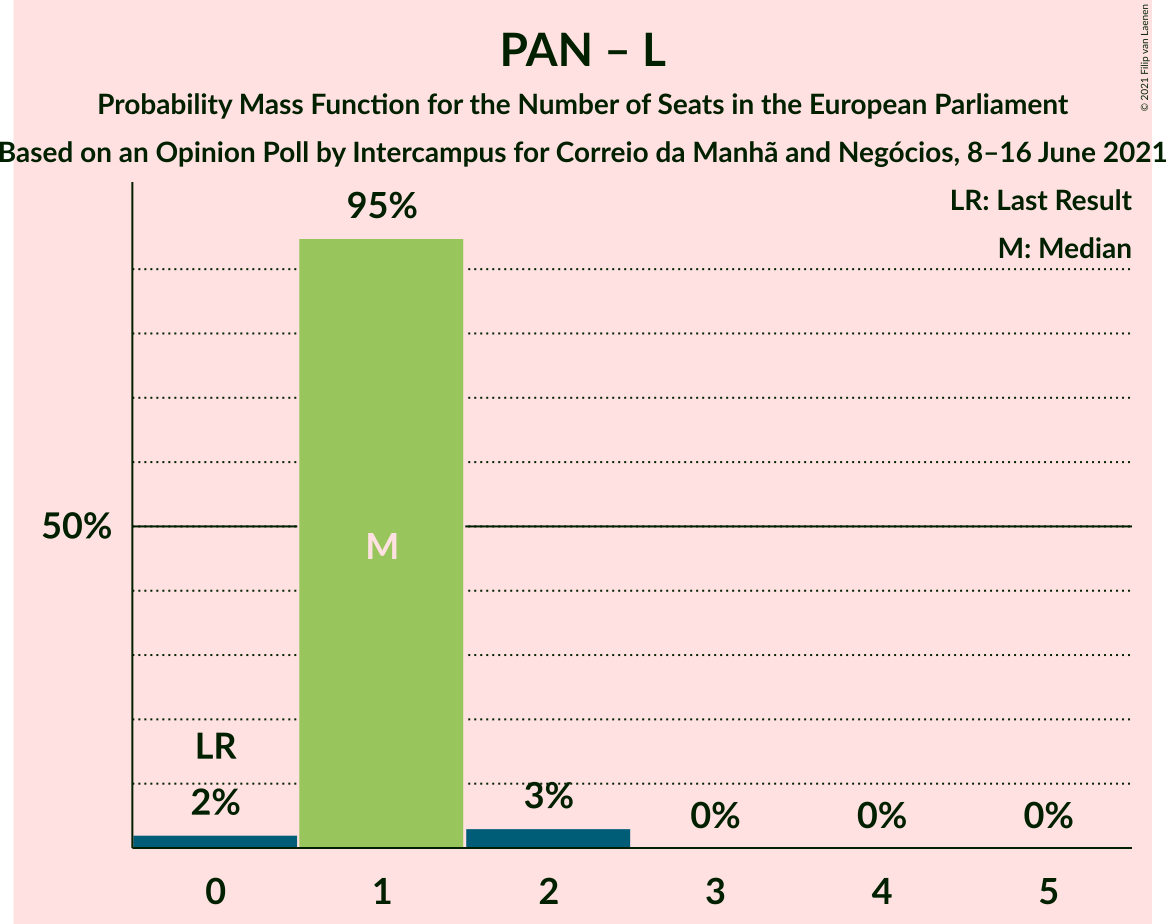 PAN – L
Probability Mass Function for the Number of Seats in the European Parliament
Based on an Opinion Poll by Intercampus for Correio da Manhã and Negócios, 8–16 June 2021
© 2021 Filip van Laenen
LR: Last Result
M: Median
95%
50%
M
LR
2%
3%
0%
0%
0%
0
1
2
3
4
5